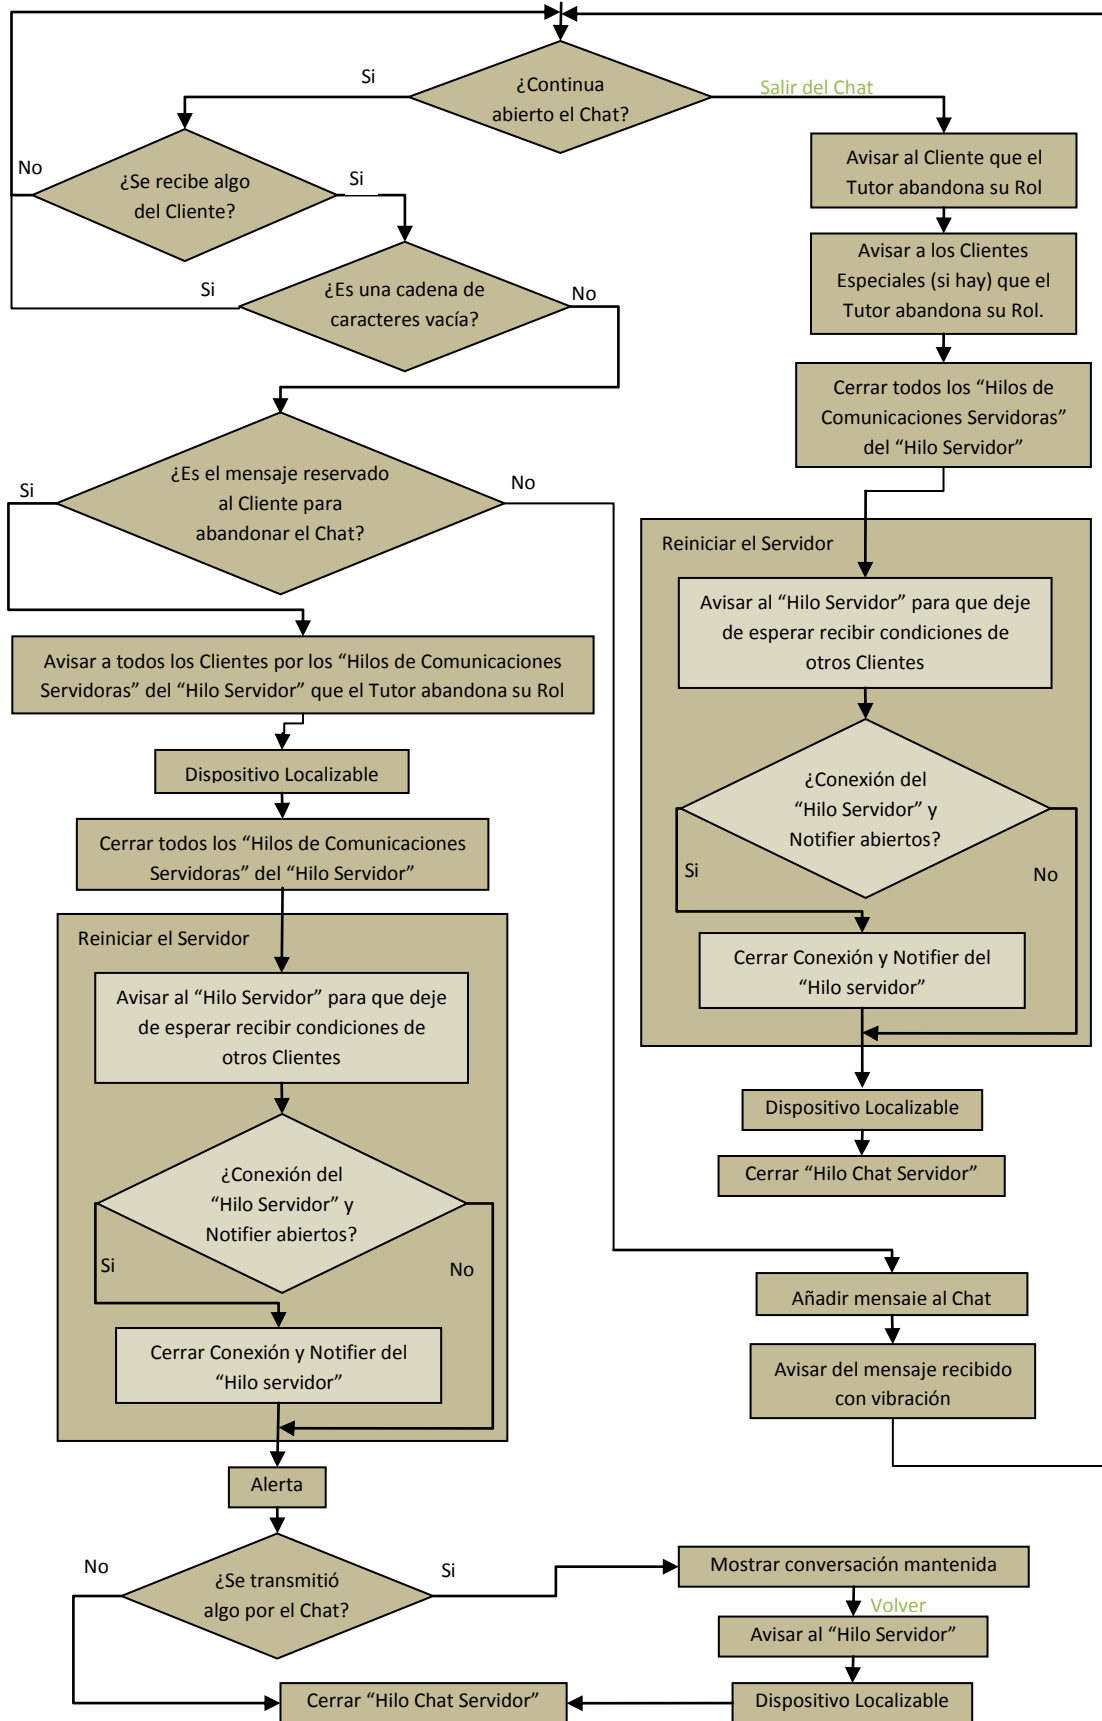 ¿Continua
abierto el Chat?
Si
Salir del Chat
¿Se recibe algo
del Cliente?
No
Si
Avisar al Cliente que el
Tutor abandona su Rol
¿Es una cadena de
caracteres vacía?
Si
No
Avisar a los Clientes
Especiales (si hay) que el
Tutor abandona su Rol.
Cerrar todos los “Hilos de
Comunicaciones Servidoras”
del “Hilo Servidor”
¿Es el mensaje reservado
al Cliente para
abandonar el Chat?
Si
No
Reiniciar el Servidor
Avisar al “Hilo Servidor” para que deje
de esperar recibir condiciones de
otros Clientes
¿Conexión del
“Hilo Servidor” y
Notifier abiertos?
Si
No
Cerrar Conexión y Notifier del
“Hilo servidor”
Dispositivo Localizable
Cerrar “Hilo Chat Servidor”
Avisar a todos los Clientes por los “Hilos de Comunicaciones
Servidoras” del “Hilo Servidor” que el Tutor abandona su Rol
Dispositivo Localizable
Cerrar todos los “Hilos de Comunicaciones
Servidoras” del “Hilo Servidor”
Reiniciar el Servidor
Avisar al “Hilo Servidor” para que deje
de esperar recibir condiciones de
otros Clientes
¿Conexión del
“Hilo Servidor” y
Notifier abiertos?
Si
No
Cerrar Conexión y Notifier del
“Hilo servidor”
Añadir mensaje al Chat
Avisar del mensaje recibido
con vibración
Alerta
¿Se transmitió
algo por el Chat?
No
Si
Mostrar conversación mantenida
Volver
Avisar al “Hilo Servidor”
Dispositivo Localizable
Cerrar “Hilo Chat Servidor”